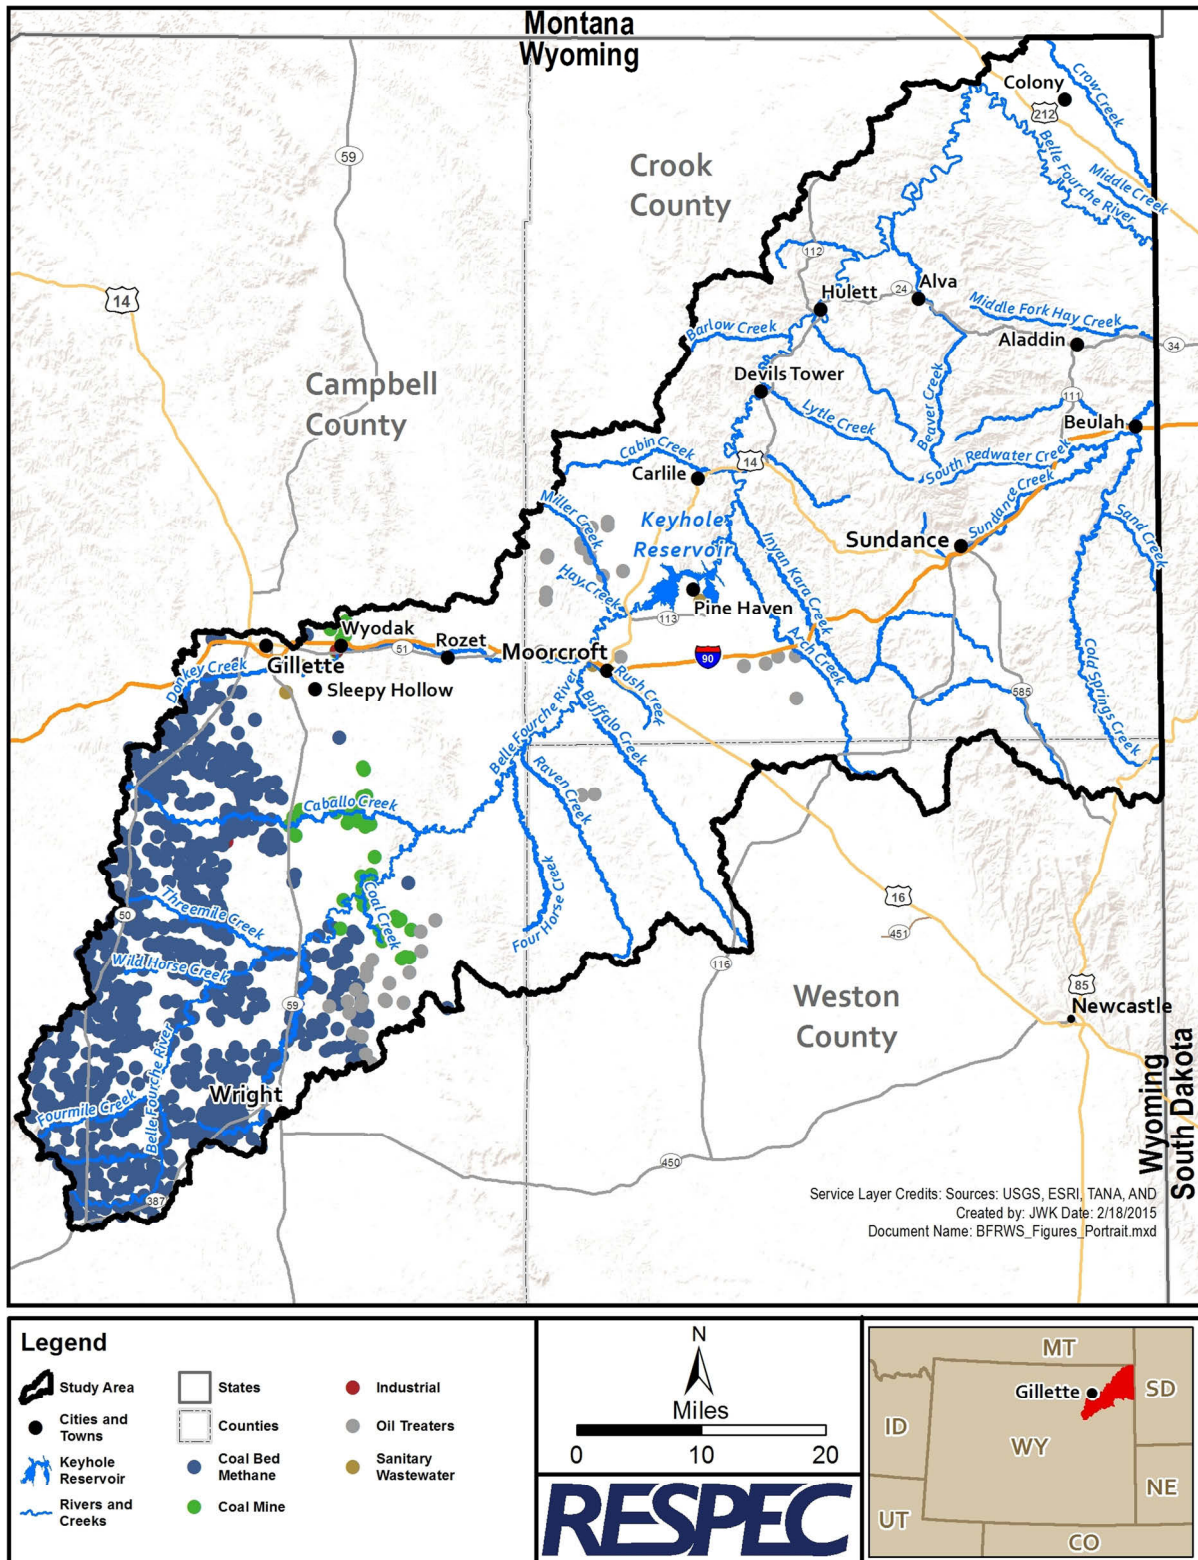 Montana
Wyoming
Colony
212
Crow Creek
Belle Fourche River
Middle Creek
59
Crook
County
14
112
Hulett
24
Alva
Middle Fork Hay Creek
Aladdin
34
Barlow Creek
Devils Tower
Lytle Creek
Beaver Creek
111
Beulah
Campbell
County
Cabin Creek
Carlile
14
South Redwater Creek
Sundance Creek
Sand Creek
Miller Creek
Keyhole
Reservoir
Inyan Kara Creek
Sundance
Hay Creek
Pine Haven
113
Arch Creek
Cold Springs Creek
Wyodak
51
Rozet
Moorcroft
90
Gillette
Donkey Creek
Sleepy Hollow
Rush Creek
585
Belle Fourche River
Buffalo Creek
Raven Creek
Caballo Creek
Four Horse Creek
Coal Creek
50
Threemile Creek
Wild Horse Creek
16
451
116
59
Weston
County
85
Newcastle
Belle Fourche River
Wright
Fourmile Creek
387
450
Wyoming
South Dakota
Service Layer Credits: Sources: USGS, ESRI, TANA, AND
Created by: JWK Date: 2/18/2015
Document Name: BFRWS_Figures_Portrait.mxd
Legend
Study Area
Cities and
Towns
Keyhole
Reservoir
Rivers and
Creeks
States
Counties
Coal Bed
Methane
Coal Mine
Industrial
Oil Treaters
Sanitary
Wastewater
N
Miles
0 10 20
RESPEC
MT
Gillette
SD
ID
WY
NE
UT
CO